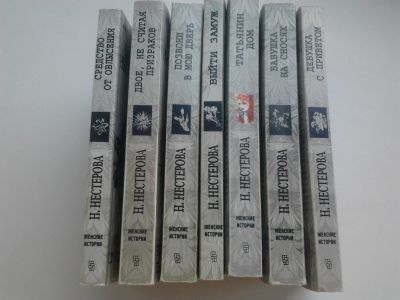 СРЕДСТВО
ОТ ОБЛЫСЕНИЯ
Н. НЕСТЕРОВА
ЖЕНСКИЕ
ИСТОРИИ
ДВОЕ, НЕ СЧИТАЯ
ПРИЗРАКОВ
Н. НЕСТЕРОВА
ЖЕНСКИЕ
ИСТОРИИ
ПОЗВОНИ
В МОЮ ДВЕРЬ
Н. НЕСТЕРОВА
ЖЕНСКИЕ
ИСТОРИИ
ВЫЙТИ ЗАМУЖ
Н. НЕСТЕРОВА
ЖЕНСКИЕ
ИСТОРИИ
ТАТЬЯНИН
ДОМ
Н. НЕСТЕРОВА
ЖЕНСКИЕ
ИСТОРИИ
БАБУШКА
НА СНОСЯХ
Н. НЕСТЕРОВА
ЖЕНСКИЕ
ИСТОРИИ
ДЕВУШКА
С ПРИВЕТОМ
Н. НЕСТЕРОВА
ЖЕНСКИЕ
ИСТОРИИ